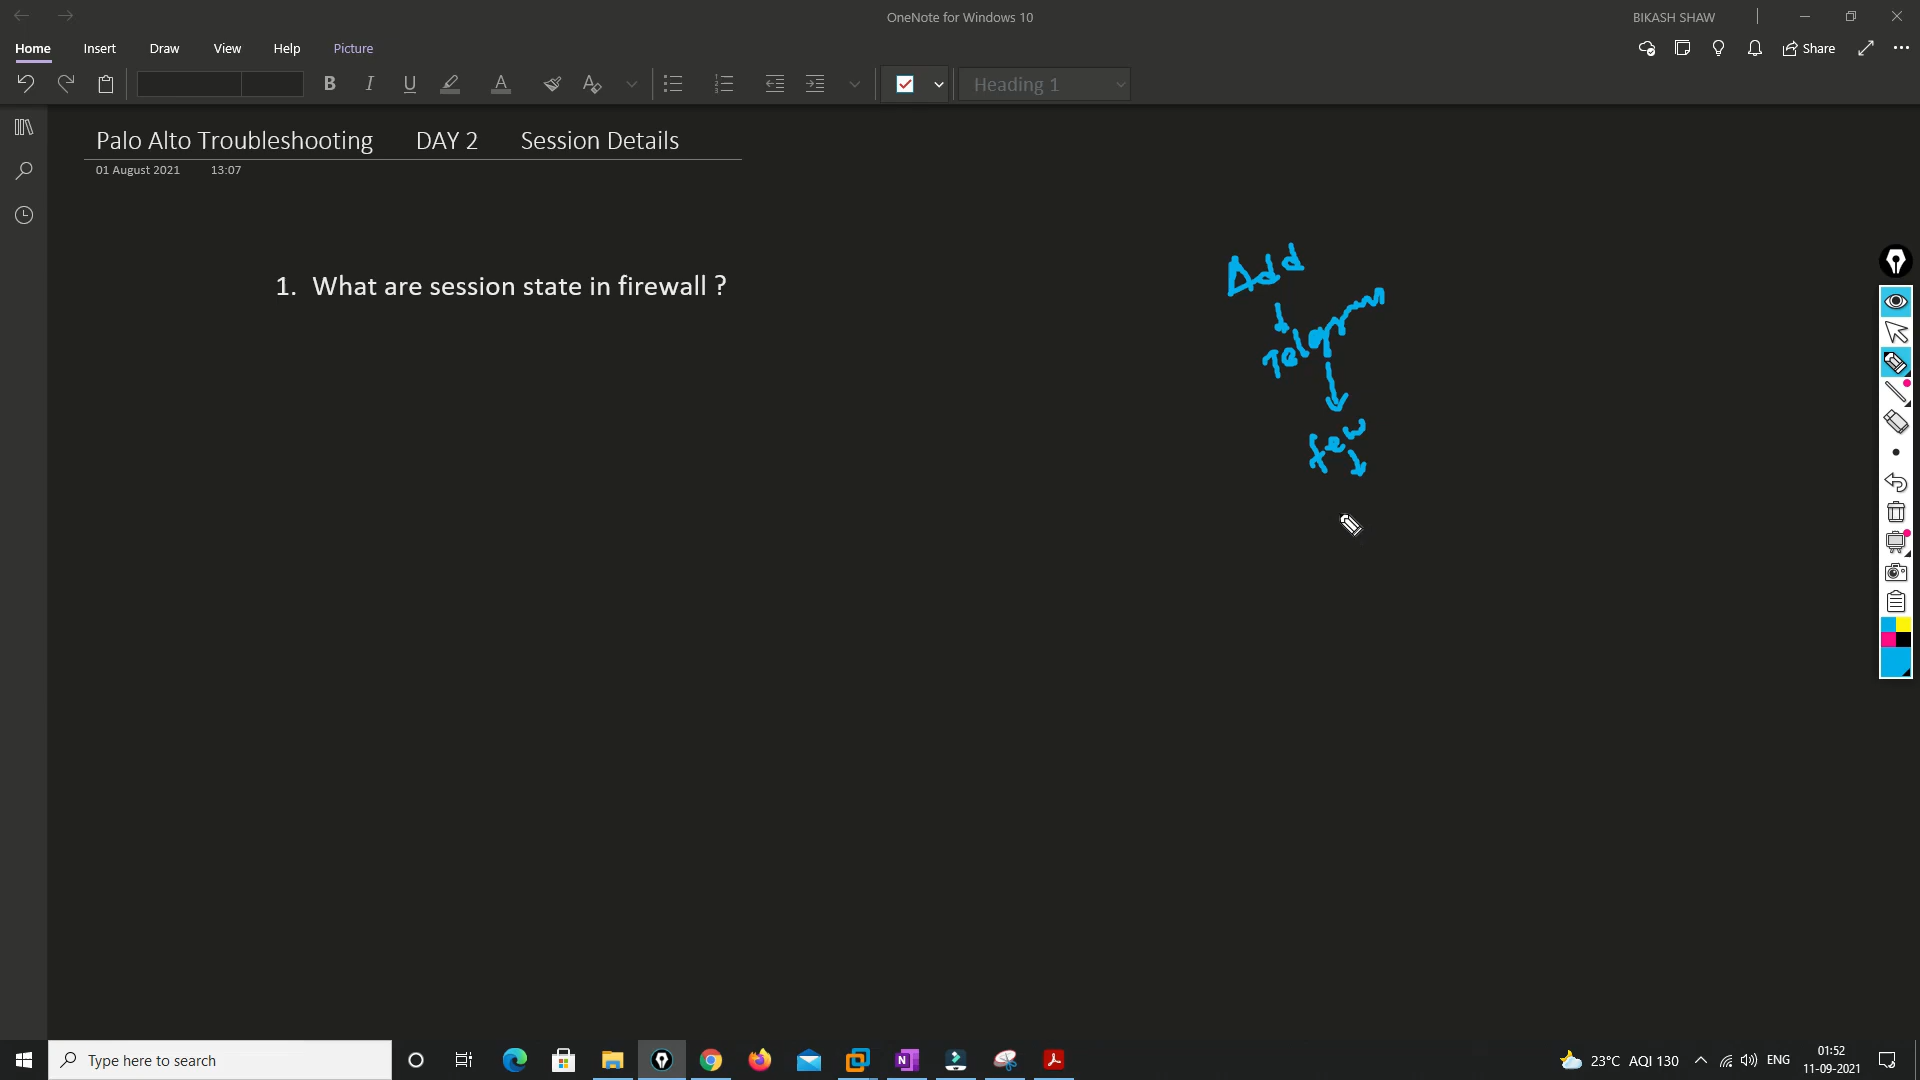 OneNote for Windows 10
BIKASH SHAW
Home Insert Draw View Help Picture
Share
B I U A A
Heading 1
Palo Alto Troubleshooting DAY 2 Session Details
01 August 2021 13:07
1. What are session state in firewall ?
Add
Telegram
Type here to search
23°C AQI 130
ENG
01:52
11-09-2021